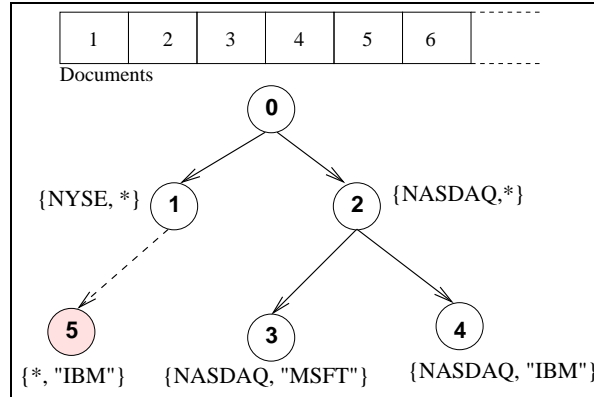 1 2 3 4 5 6
Documents
0
{NYSE, *} 1 2 {NASDAQ,*}
5 3 4
{*, "IBM"} {NASDAQ, "MSFT"} {NASDAQ, "IBM"}